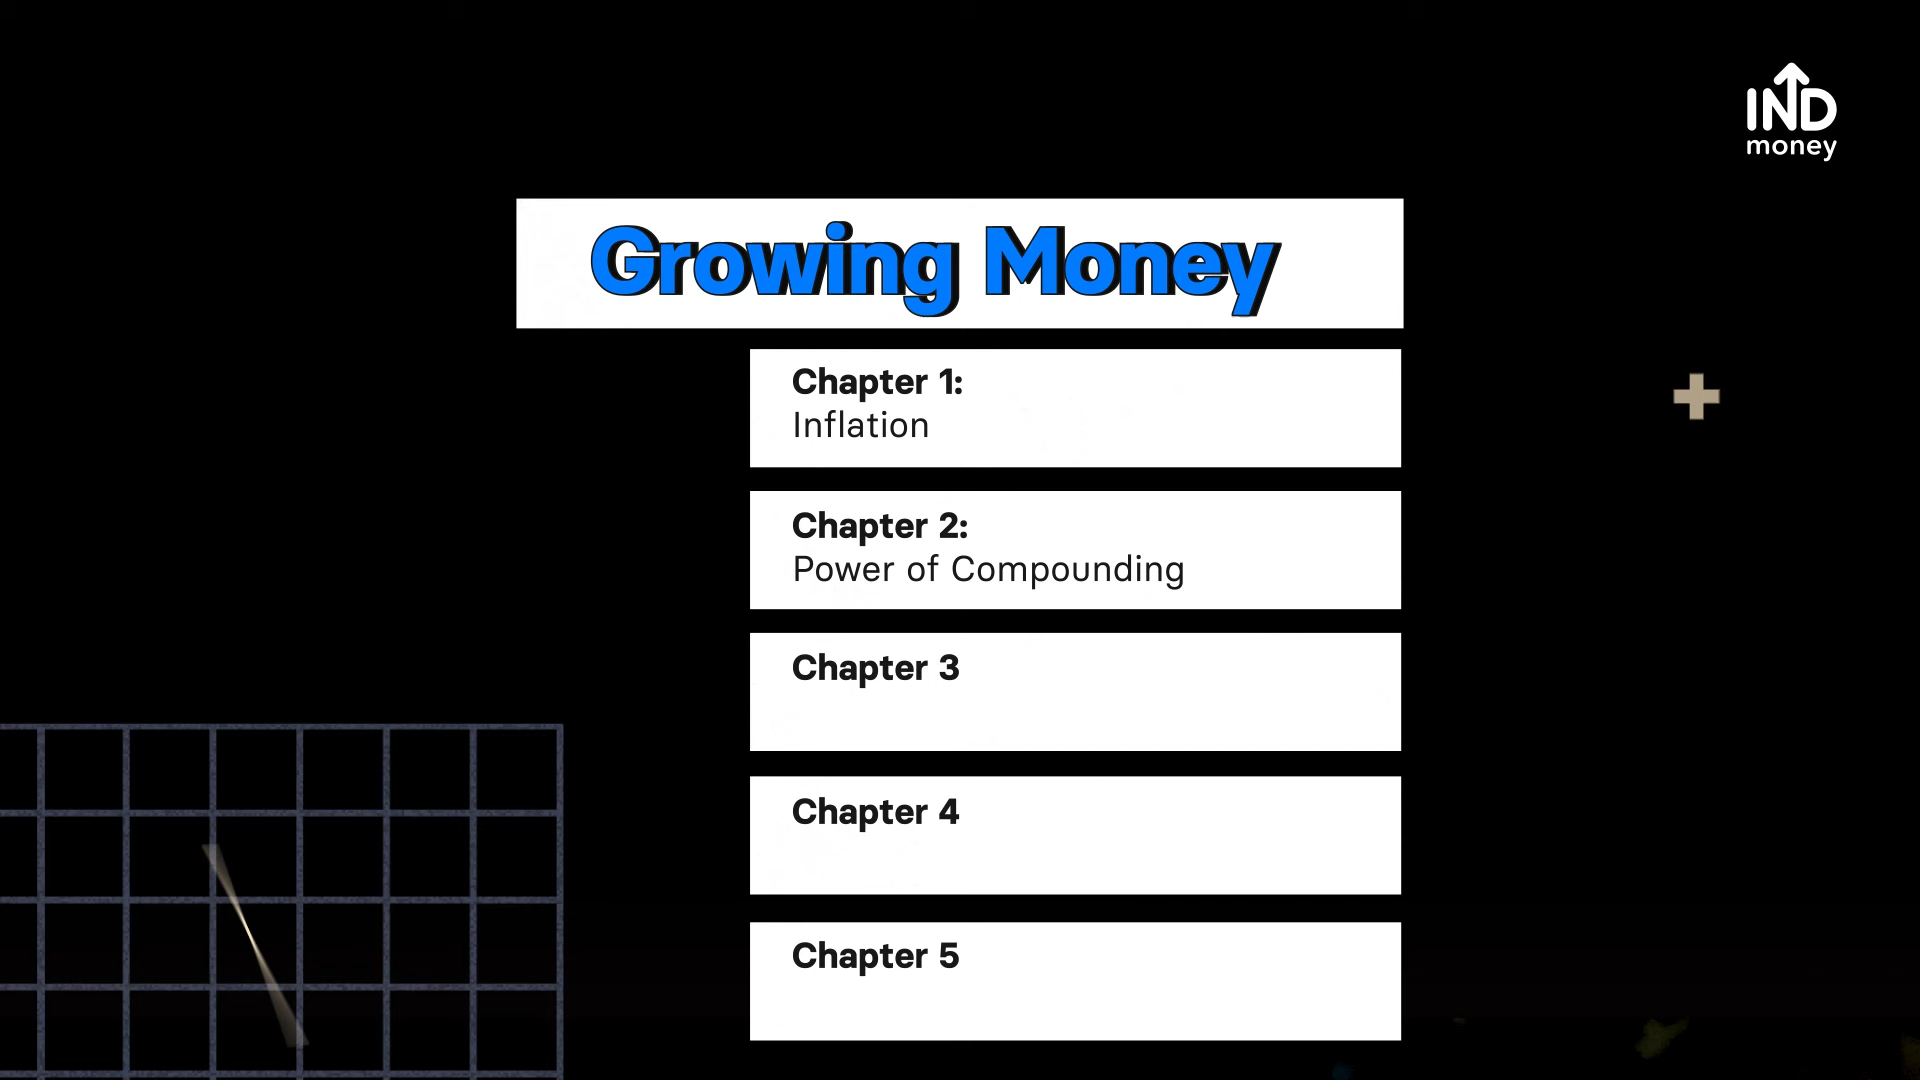 IND
money
Growing Money
Chapter 1:
Inflation
Chapter 2:
Power of Compounding
Chapter 3
Chapter 4
Chapter 5